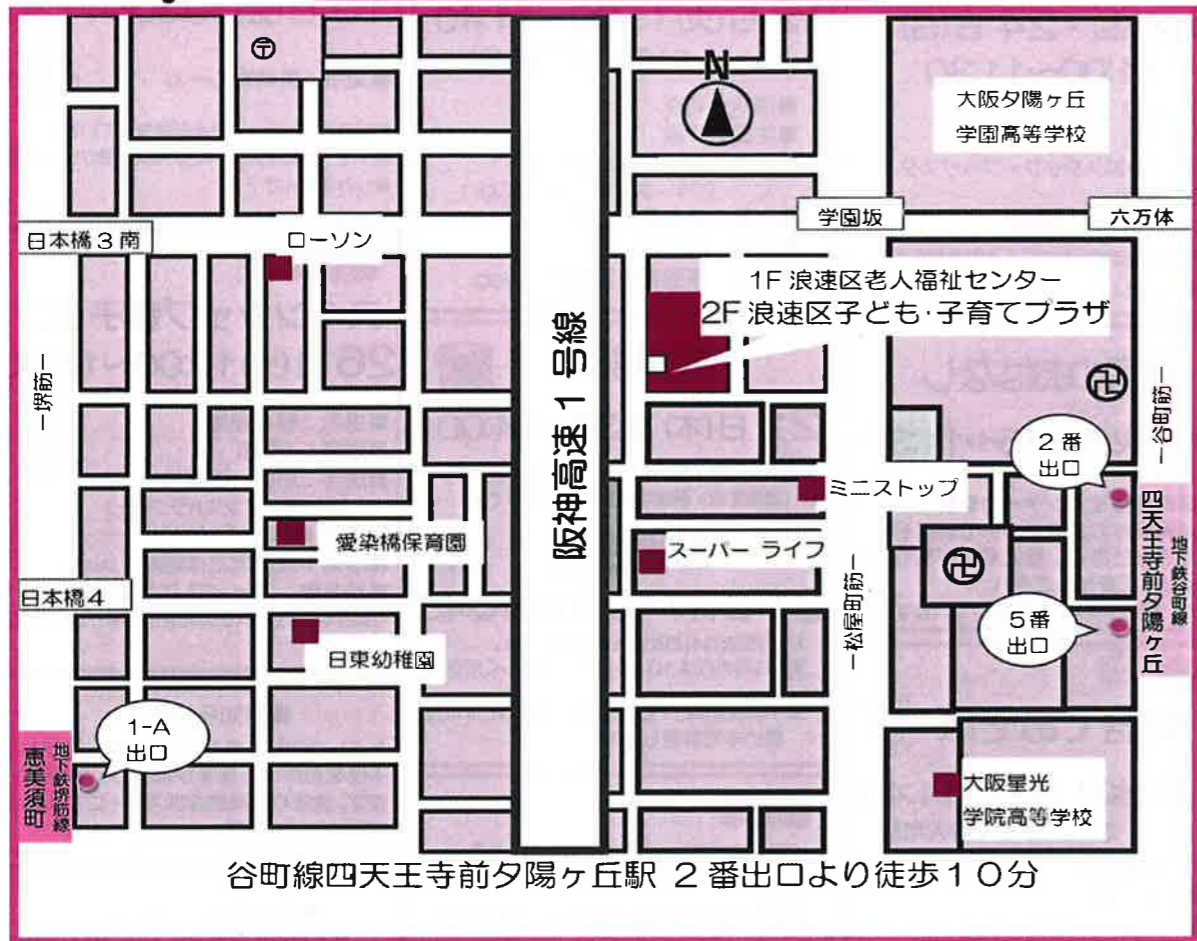 〒
N
大阪夕陽ヶ丘
学園高等学校
学園坂
六万体
日本橋3南
ローソン
1F 浪速区老人福祉センター
2F 浪速区子ども・子育てプラザ
阪神高速1号線
ー堺筋ー
ー谷町筋ー
卍
2番
出口
ミニストップ
愛染橋保育園
スーパー ライフ
卍
地下鉄谷町線
四天王寺前夕陽ヶ丘
ー松屋町筋ー
日本橋4
5番
出口
日東幼稚園
1-A
出口
地下鉄堺筋線
恵美須町
大阪星光
学院高等学校
谷町線四天王寺前夕陽ヶ丘駅 2番出口より徒歩10分